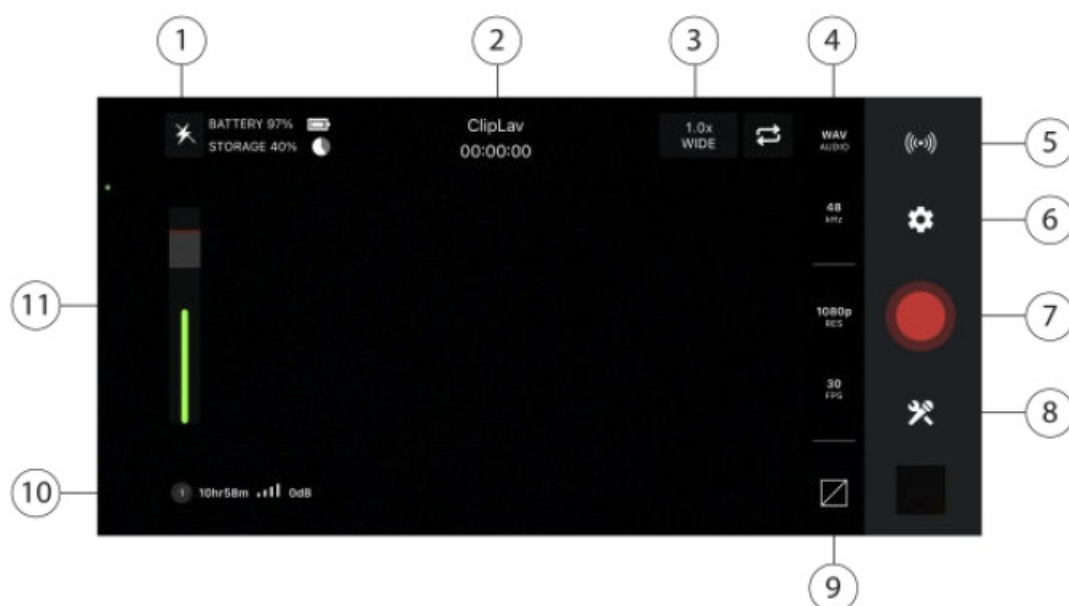 1
2
3
4
BATTERY 97%
STORAGE 40%
ClipLav
00:00:00
1.0x
WIDE
WAV
AUDIO
5
48
kHz
6
11
1080p
RES
7
30
FPS
8
10
1 10hr58m 0dB
9